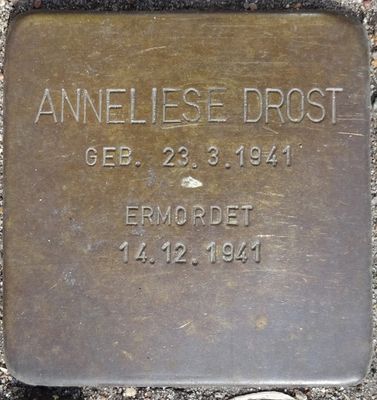 ANNELIESE DROST
GEB. 23.3.1941
ERMORDET
14.12.1941